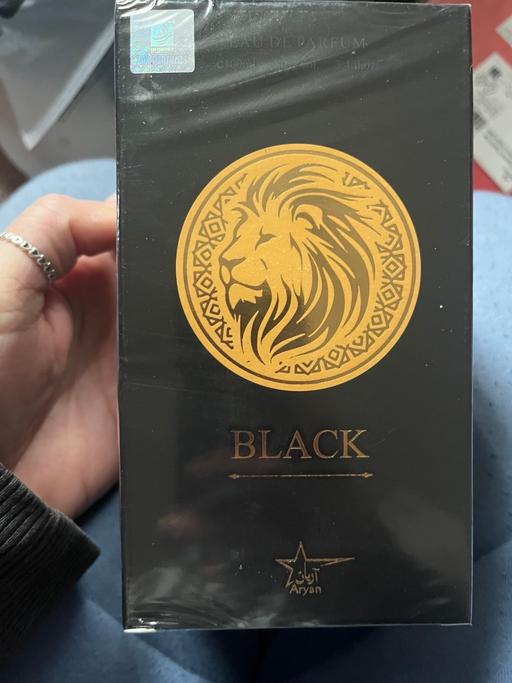 EAU DE PARFUM
BLACK
آريان
Aryan